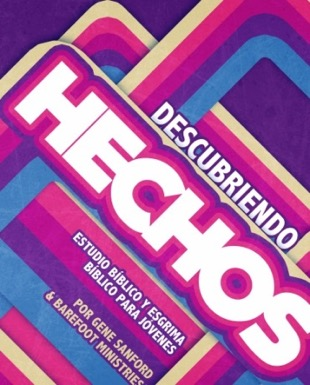 DESCUBRIENDO
HECHOS
ESTUDIO BÍBLICO Y ESGRIMA
BÍBLICO PARA JÓVENES
POR GENE SANFORD
& BAREFOOT MINISTRIES